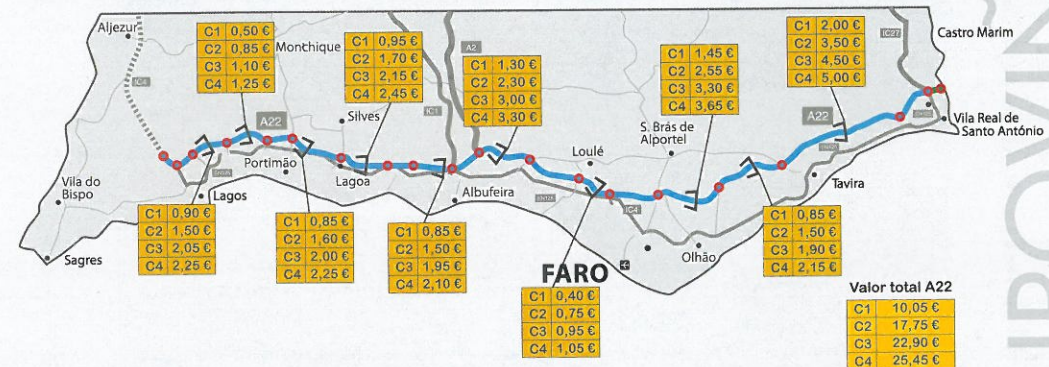 Aljezur
C1 0,50 €
C2 0,85 €
C3 1,10 €
C4 1,25 €
Monchique
C1 0,95 €
C2 1,70 €
C3 2,15 €
C4 2,45 €
A2
C1 1,30 €
C2 2,30 €
C3 3,00 €
C4 3,30 €
C1 1,45 €
C2 2,55 €
C3 3,30 €
C4 3,65 €
C1 2,00 €
C2 3,50 €
C3 4,50 €
C4 5,00 €
IC27
Castro Marim
IC4
A22
Silves
IC1
Loulé
S. Brás de
Alportel
A22
Vila Real de
Santo António
Vila do
Bispo
Lagos
Portimão
Lagoa
Albufeira
IC4
Tavira
Sagres
C1 0,90 €
C2 1,50 €
C3 2,05 €
C4 2,25 €
C1 0,85 €
C2 1,60 €
C3 2,00 €
C4 2,25 €
C1 0,85 €
C2 1,50 €
C3 1,95 €
C4 2,10 €
FARO
C1 0,40 €
C2 0,75 €
C3 0,95 €
C4 1,05 €
Olhão
C1 0,85 €
C2 1,50 €
C3 1,90 €
C4 2,15 €
Valor total A22
C1 10,05 €
C2 17,75 €
C3 22,90 €
C4 25,45 €